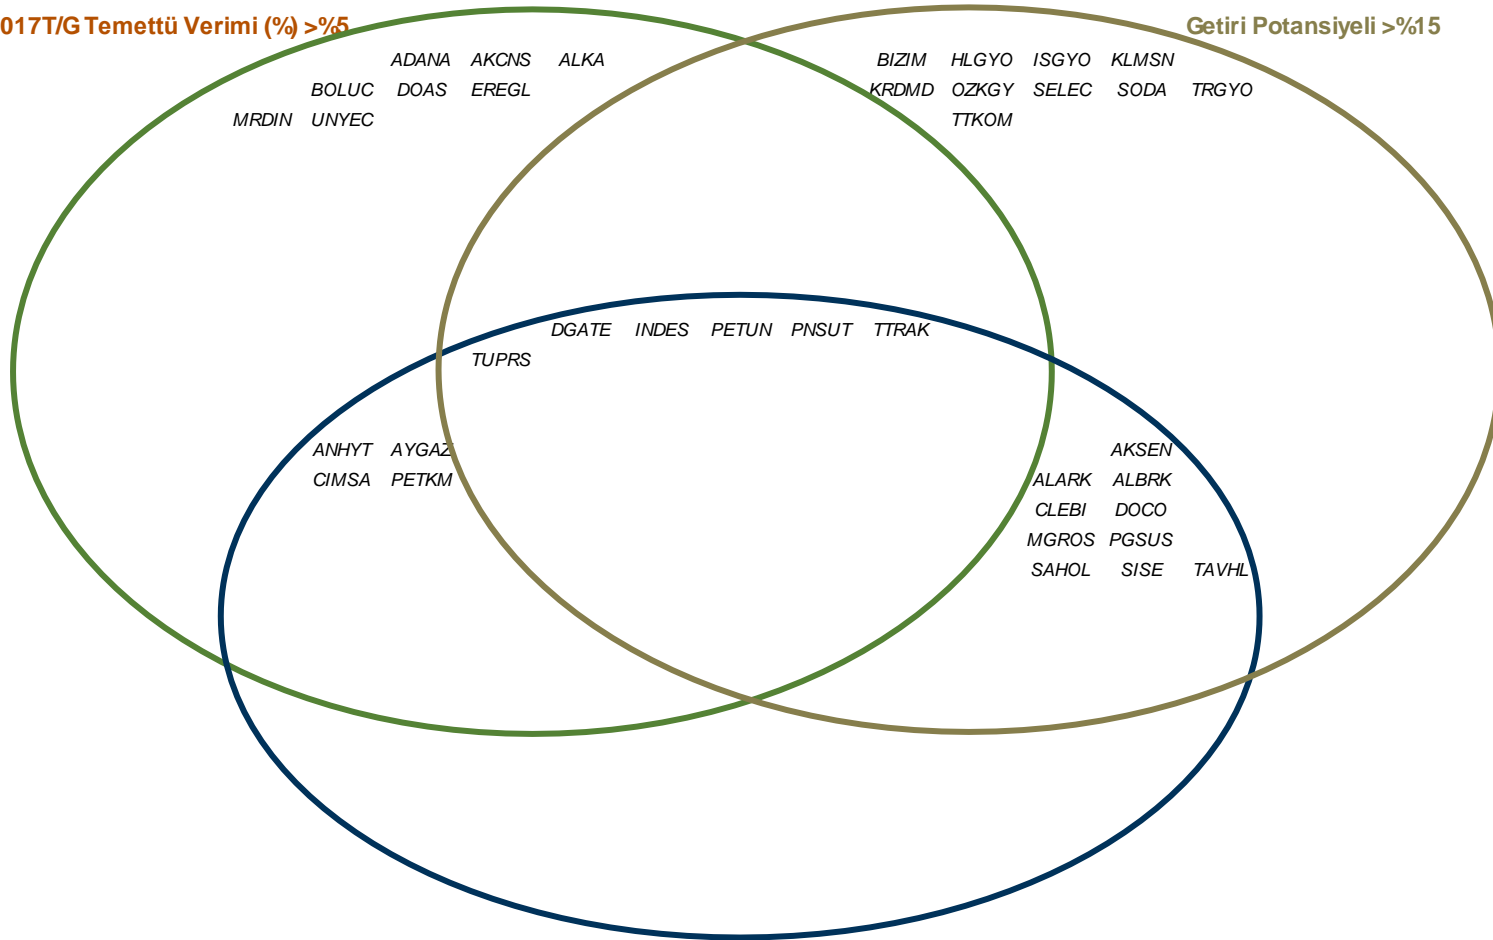 017T/G Temettü Verimi (%) >%5
Getiri Potansiyeli >%15
ADANA AKCNS ALKA
BOLUC DOAS EREGL
MRDIN UNYEC
BIZIM HLGYO ISGYO KLMSN
KRDMD OZKGY SELEC SODA TRGYO
TTKOM
DGATE INDES PETUN PNSUT TTRAK
TUPRS
ANHYT AYGAZ
CIMSA PETKM
AKSEN
ALARK ALBRK
CLEBI DOCO
MGROS PGSUS
SAHOL SISE TAVHL